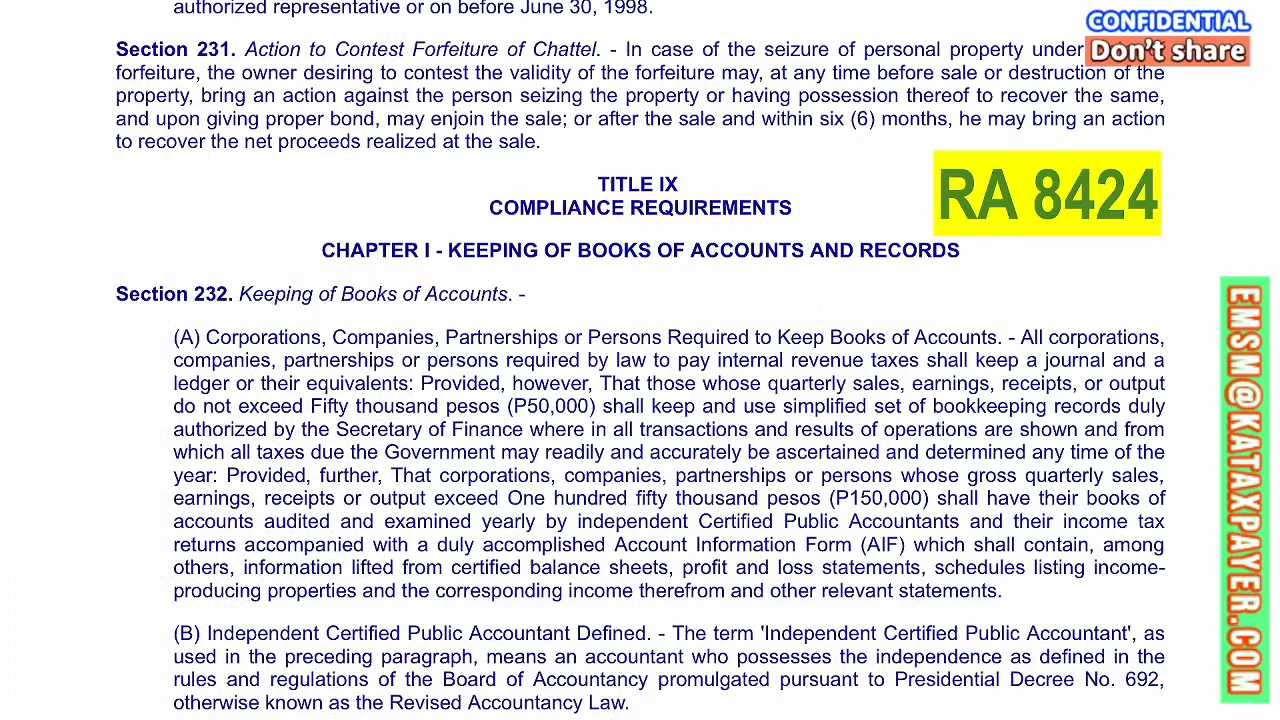 authorized representative or on before June 30, 1998.
CONFIDENTIAL
Don't share
Section 231. Action to Contest Forfeiture of Chattel. - In case of the seizure of personal property under
forfeiture, the owner desiring to contest the validity of the forfeiture may, at any time before sale or destruction of the
property, bring an action against the person seizing the property or having possession thereof to recover the same,
and upon giving proper bond, may enjoin the sale; or after the sale and within six (6) months, he may bring an action
to recover the net proceeds realized at the sale.
TITLE IX
COMPLIANCE REQUIREMENTS
RA 8424
CHAPTER I - KEEPING OF BOOKS OF ACCOUNTS AND RECORDS
Section 232. Keeping of Books of Accounts. -
(A) Corporations, Companies, Partnerships or Persons Required to Keep Books of Accounts. - All corporations,
companies, partnerships or persons required by law to pay internal revenue taxes shall keep a journal and a
ledger or their equivalents: Provided, however, That those whose quarterly sales, earnings, receipts, or output
do not exceed Fifty thousand pesos (P50,000) shall keep and use simplified set of bookkeeping records duly
authorized by the Secretary of Finance where in all transactions and results of operations are shown and from
which all taxes due the Government may readily and accurately be ascertained and determined any time of the
year: Provided, further, That corporations, companies, partnerships or persons whose gross quarterly sales,
earnings, receipts or output exceed One hundred fifty thousand pesos (P150,000) shall have their books of
accounts audited and examined yearly by independent Certified Public Accountants and their income tax
returns accompanied with a duly accomplished Account Information Form (AIF) which shall contain, among
others, information lifted from certified balance sheets, profit and loss statements, schedules listing income-
producing properties and the corresponding income therefrom and other relevant statements.
(B) Independent Certified Public Accountant Defined. - The term 'Independent Certified Public Accountant', as
used in the preceding paragraph, means an accountant who possesses the independence as defined in the
rules and regulations of the Board of Accountancy promulgated pursuant to Presidential Decree No. 692,
otherwise known as the Revised Accountancy Law.
EMSM@KATAXPAYER.COM